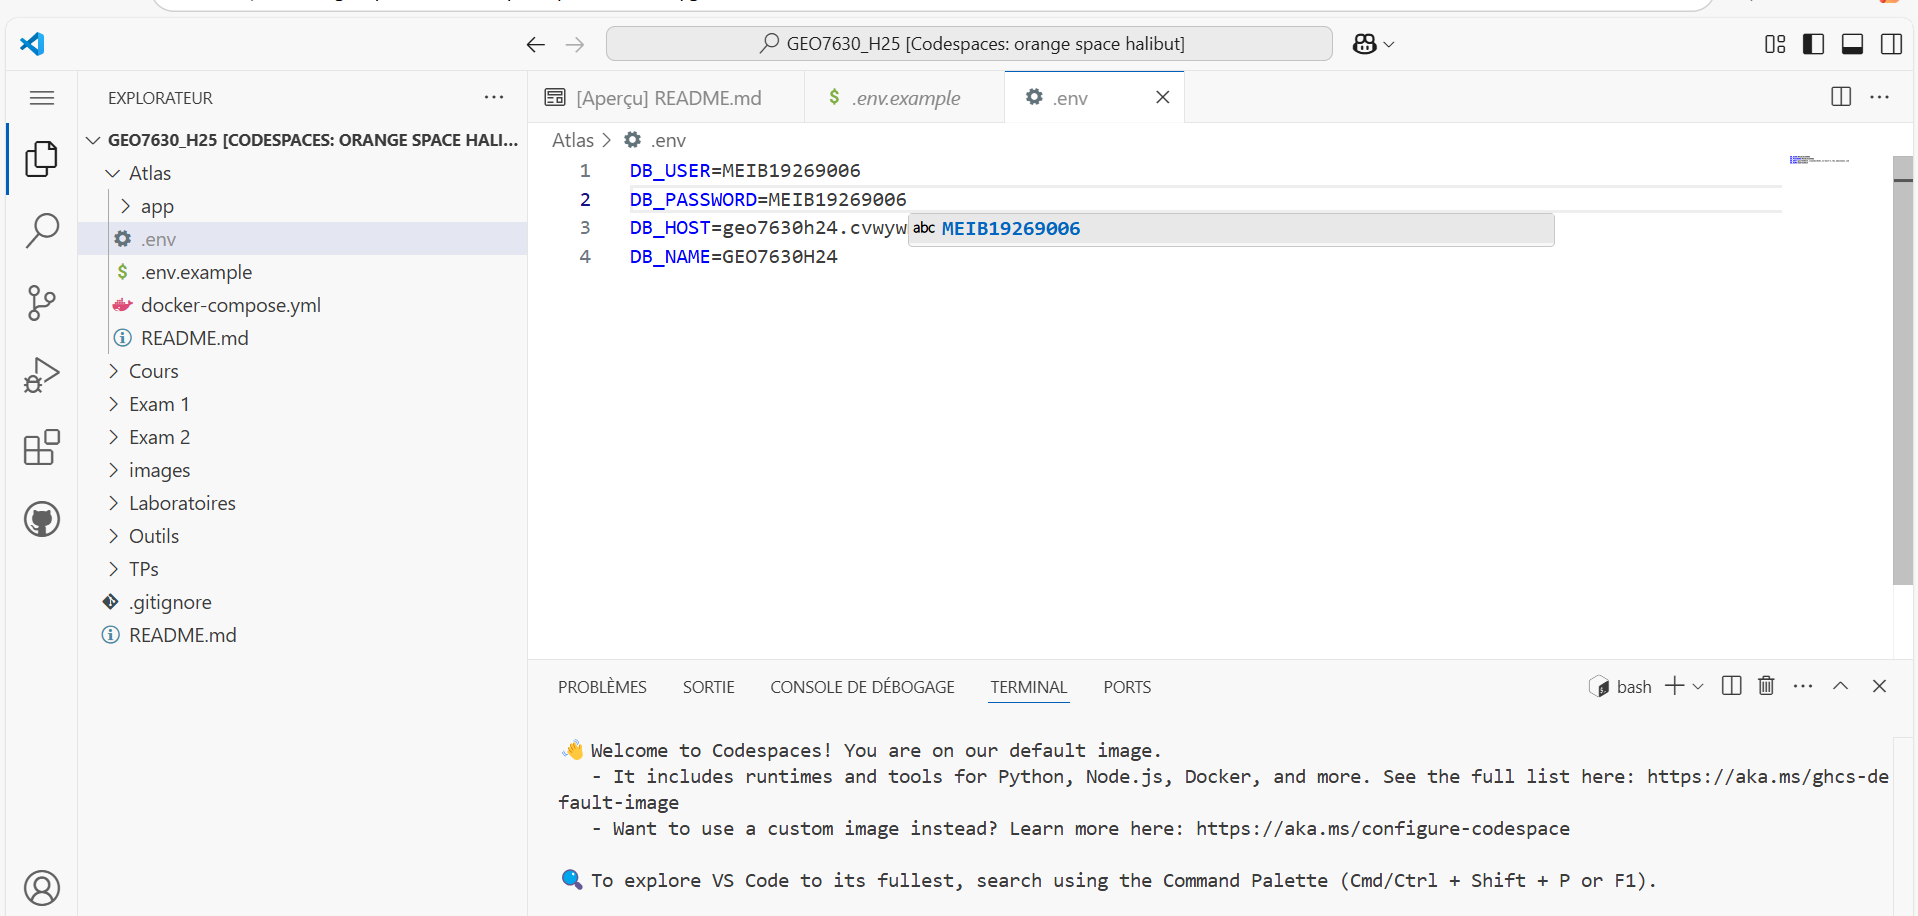 GEO7630_H25 [Codespaces: orange space halibut]
EXPLORATEUR
GEO7630_H25 [CODESPACES: ORANGE SPACE HALI...
Atlas
app
.env
.env.example
docker-compose.yml
README.md
Cours
Exam 1
Exam 2
images
Laboratoires
Outils
TPs
.gitignore
README.md
[Aperçu] README.md
.env.example
.env
Atlas > .env
1 DB_USER=MEIB19269006
2 DB_PASSWORD=MEIB19269006
3 DB_HOST=geo7630h24.cvwyw
abc MEIB19269006
4 DB_NAME=GEO7630H24
PROBLÈMES SORTIE CONSOLE DE DÉBOGAGE TERMINAL PORTS
bash
Welcome to Codespaces! You are on our default image.
- It includes runtimes and tools for Python, Node.js, Docker, and more. See the full list here: https://aka.ms/ghcs-de
fault-image
- Want to use a custom image instead? Learn more here: https://aka.ms/configure-codespace
To explore VS Code to its fullest, search using the Command Palette (Cmd/Ctrl + Shift + P or F1).